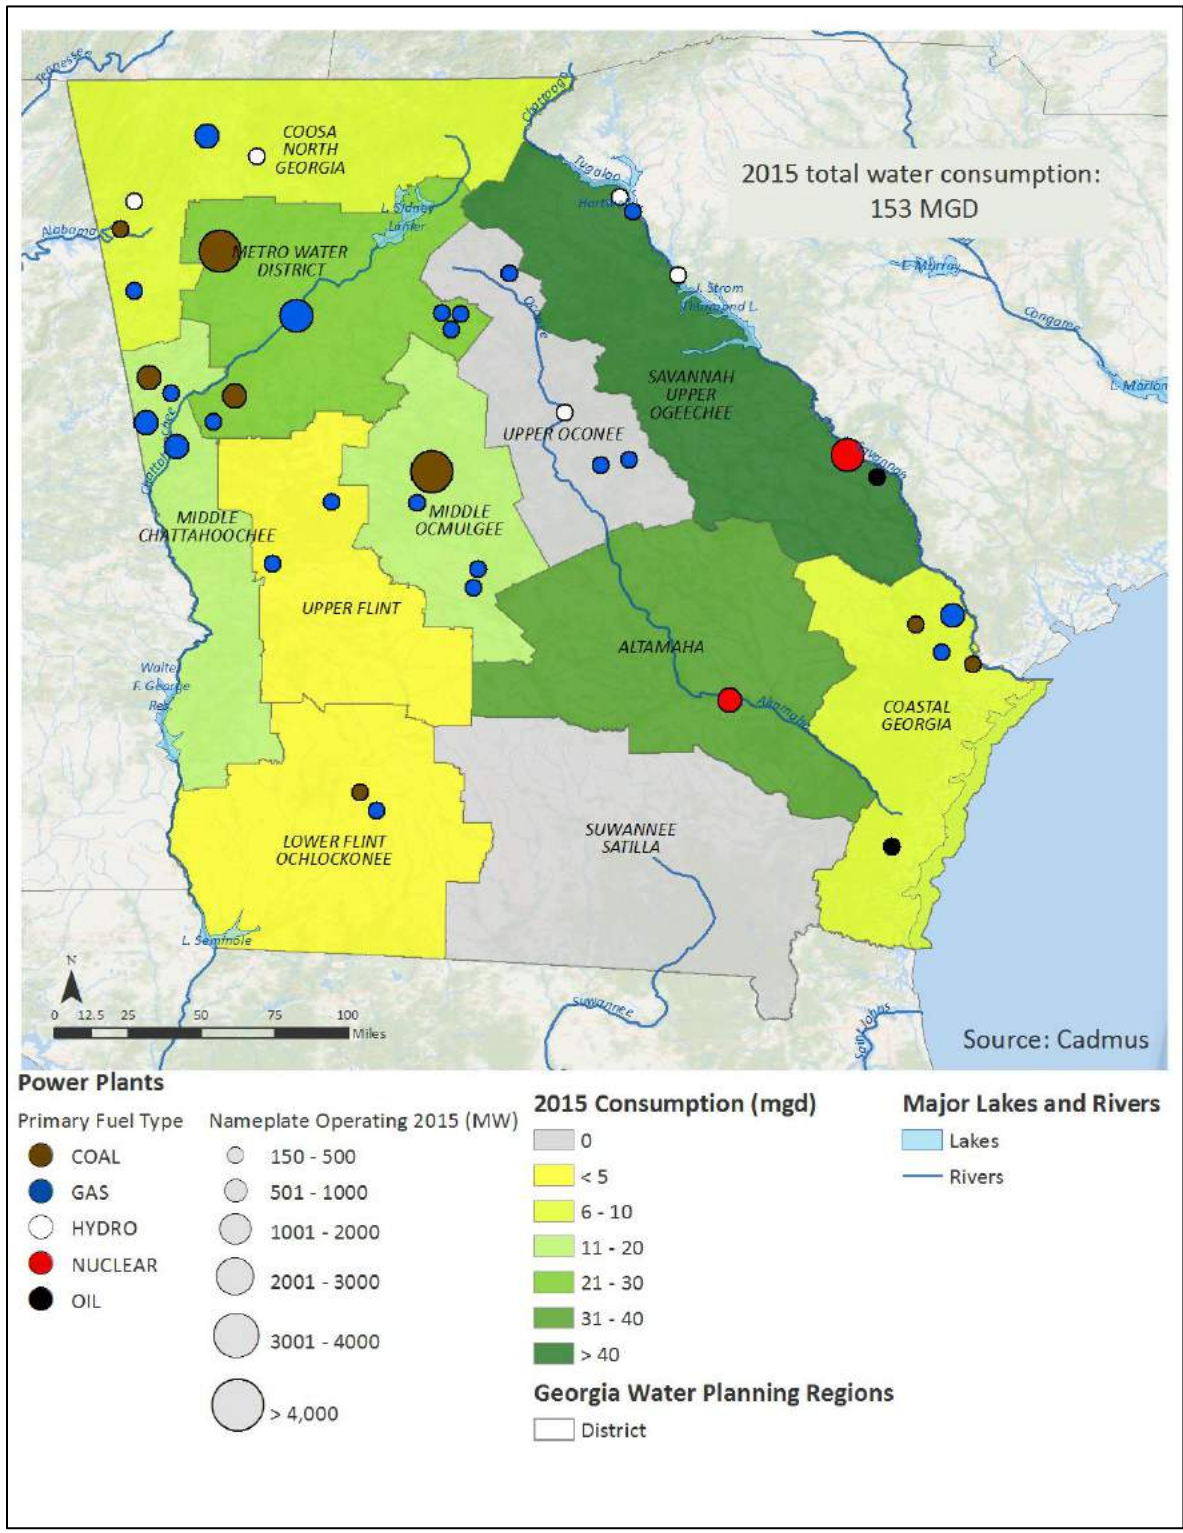 Tennessee
Chattooga
COOSA
NORTH
GEORGIA
Tugaloo
2015 total water consumption:
153 MGD
Hartwell
L. Sidney
Lanier
Alabama
METRO WATER
DISTRICT
L. Murray
J. Strom
Thurmond L.
Oconee
Congaree
SAVANNAH
UPPER
OGEECHEE
L. Marion
UPPER OCONEE
Savannah
Chattahoochee
MIDDLE
CHATTAHOOCHEE
MIDDLE
OCMULGEE
UPPER FLINT
ALTAMAHA
Walter
F. George
Res.
Altamaha
COASTAL
GEORGIA
LOWER FLINT
OCHLOCKONEE
SUWANNEE
SATILLA
L. Seminole
N
Suwannee
Saint Johns
0 12.5 25 50 75 100
Miles
Source: Cadmus
Power Plants
Primary Fuel Type
COAL
GAS
HYDRO
NUCLEAR
OIL
Nameplate Operating 2015 (MW)
150 - 500
501 - 1000
1001 - 2000
2001 - 3000
3001 - 4000
> 4,000
2015 Consumption (mgd)
0
< 5
6 - 10
11 - 20
21 - 30
31 - 40
> 40
Georgia Water Planning Regions
District
Major Lakes and Rivers
Lakes
Rivers